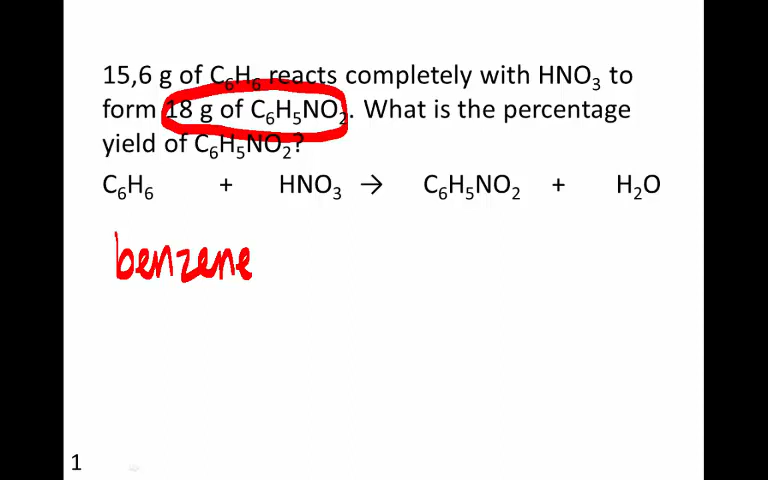 15,6 g of C₆H₆ reacts completely with HNO₃ to
form 18 g of C₆H₅NO₂. What is the percentage
yield of C₆H₅NO₂?
C₆H₆ + HNO₃ → C₆H₅NO₂ + H₂O
benzene
1